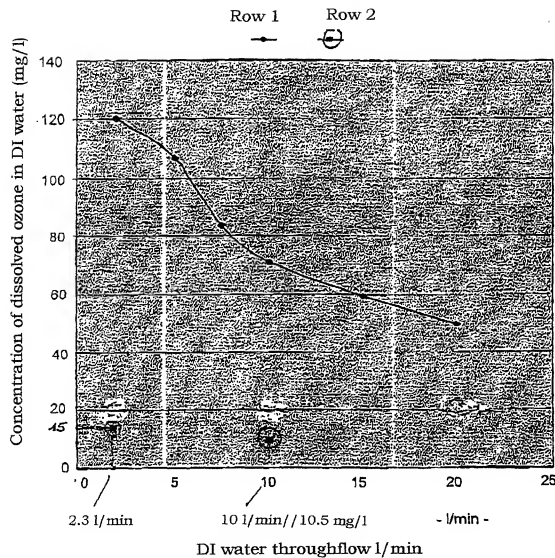 Row 1 Row 2
Concentration of dissolved ozone in DI water (mg/l)
140
120
100
80
60
40
20
45
0
0 5 10 15 20 25
2.3 l/min 10 l/min//10.5 mg/l - l/min -
DI water throughflow l/min